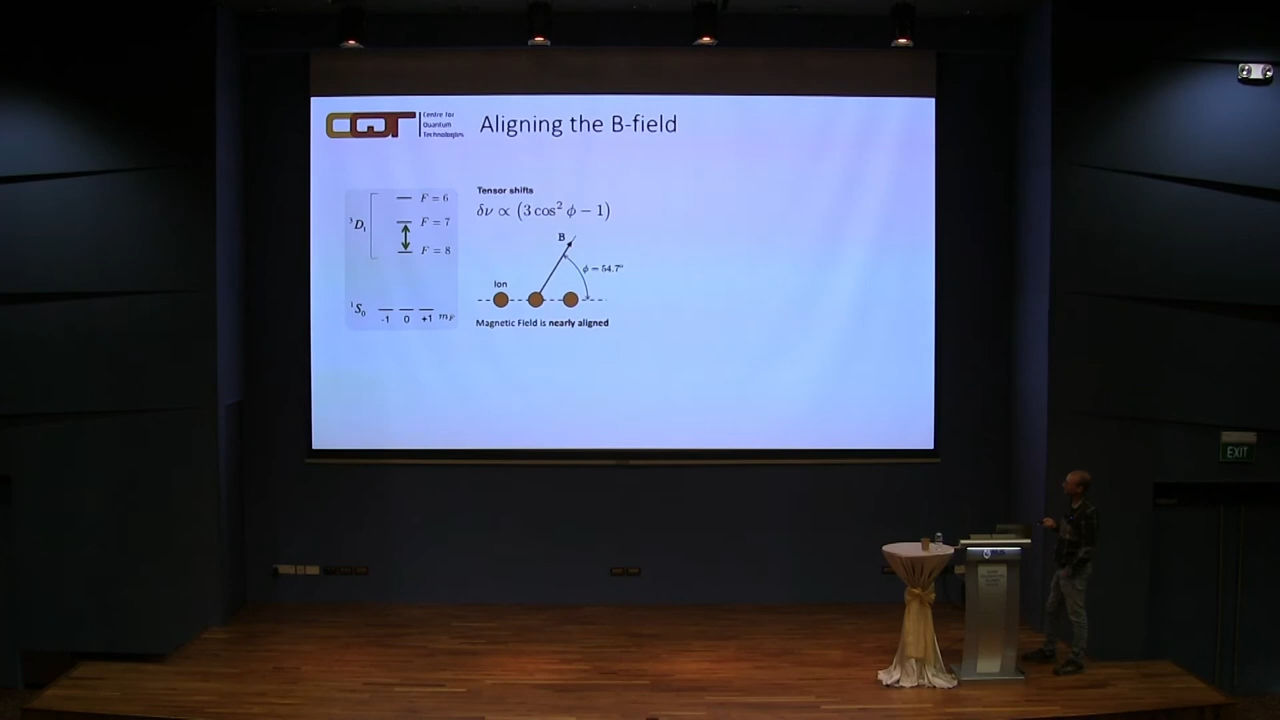 CQT
Centre for
Quantum
Technologies
Aligning the B-field
³D₁
F = 6
F = 7
F = 8
¹S₀
-1 0 +1 m_F
Tensor shifts
δν ∝ (3 cos² ϕ − 1)
B
ϕ = 54.7°
Ion
Magnetic Field is nearly aligned
EXIT